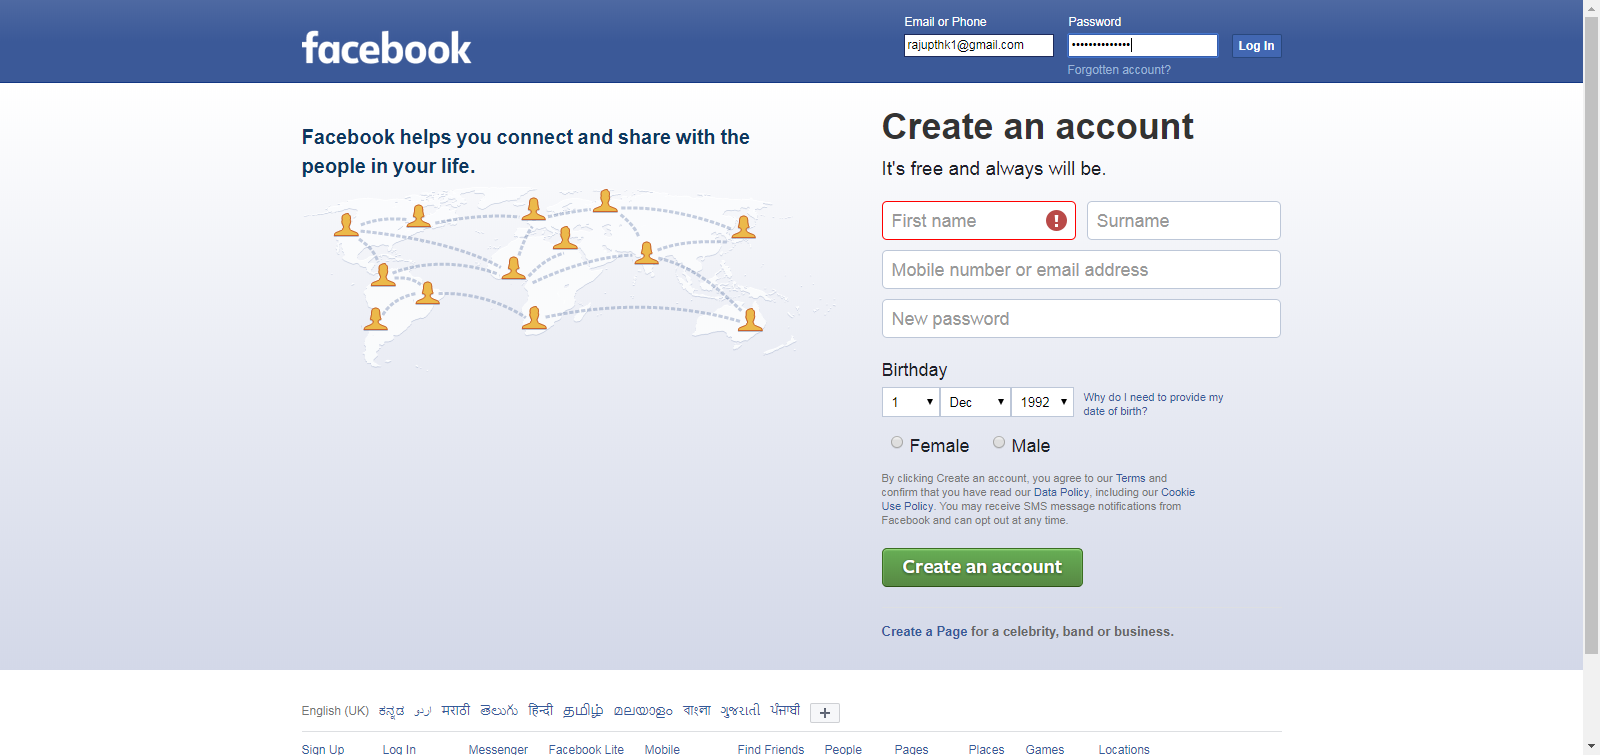 facebook
Email or Phone
Password
rajupthk1@gmail.com
••••••••••••••
Log In
Forgotten account?
Facebook helps you connect and share with the
people in your life.
Create an account
It's free and always will be.
First name
Surname
Mobile number or email address
New password
Birthday
1 Dec 1992
Why do I need to provide my
date of birth?
Female Male
By clicking Create an account, you agree to our Terms and
confirm that you have read our Data Policy, including our Cookie
Use Policy. You may receive SMS message notifications from
Facebook and can opt out at any time.
Create an account
Create a Page for a celebrity, band or business.
English (UK) ಕನ್ನಡ اردو मराठी తెలుగు हिन्दी தமிழ் മലയാളം বাংলা ગુજરાતી ਪੰਜਾਬੀ +
Sign Up Log In Messenger Facebook Lite Mobile Find Friends People Pages Places Games Locations